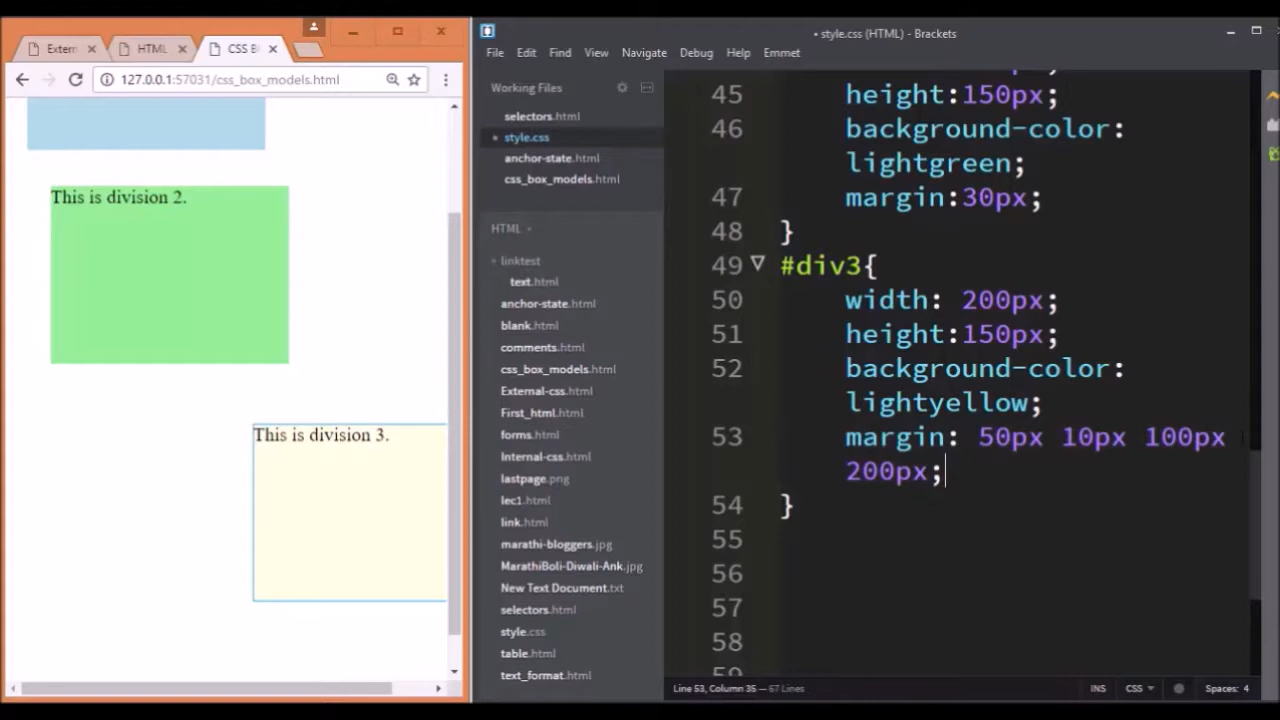 Extern
HTML
CSS B
127.0.0.1:57031/css_box_models.html
This is division 2.
This is division 3.
• style.css (HTML) - Brackets
File Edit Find View Navigate Debug Help Emmet
Working Files
selectors.html
style.css
anchor-state.html
css_box_models.html
HTML
linktest
text.html
anchor-state.html
blank.html
comments.html
css_box_models.html
External-css.html
First_html.html
forms.html
Internal-css.html
lastpage.png
lec1.html
link.html
marathi-bloggers.jpg
MarathiBoli-Diwali-Ank.jpg
New Text Document.txt
selectors.html
style.css
table.html
text_format.html
45 height:150px;
46 background-color:
lightgreen;
47 margin:30px;
48 }
49 #div3{
50 width: 200px;
51 height:150px;
52 background-color:
lightyellow;
53 margin: 50px 10px 100px
200px;
54 }
55
56
57
58
59
Line 53, Column 35 — 67 Lines
INS CSS Spaces: 4